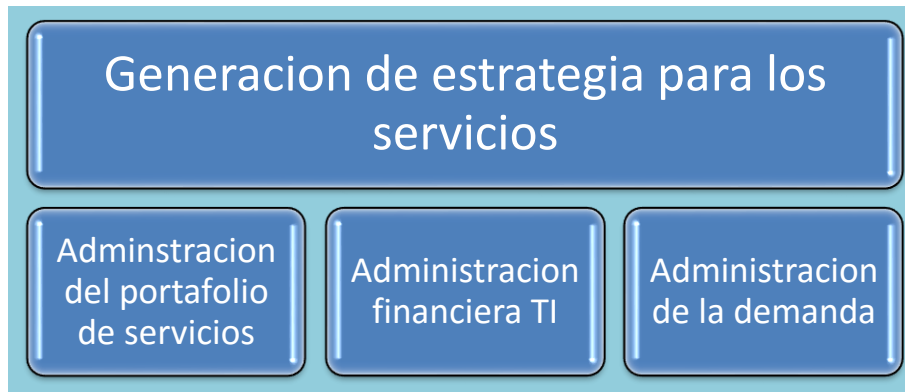 Generacion de estrategia para los
servicios
Adminstracion
del portafolio
de servicios
Administracion
financiera TI
Administracion
de la demanda